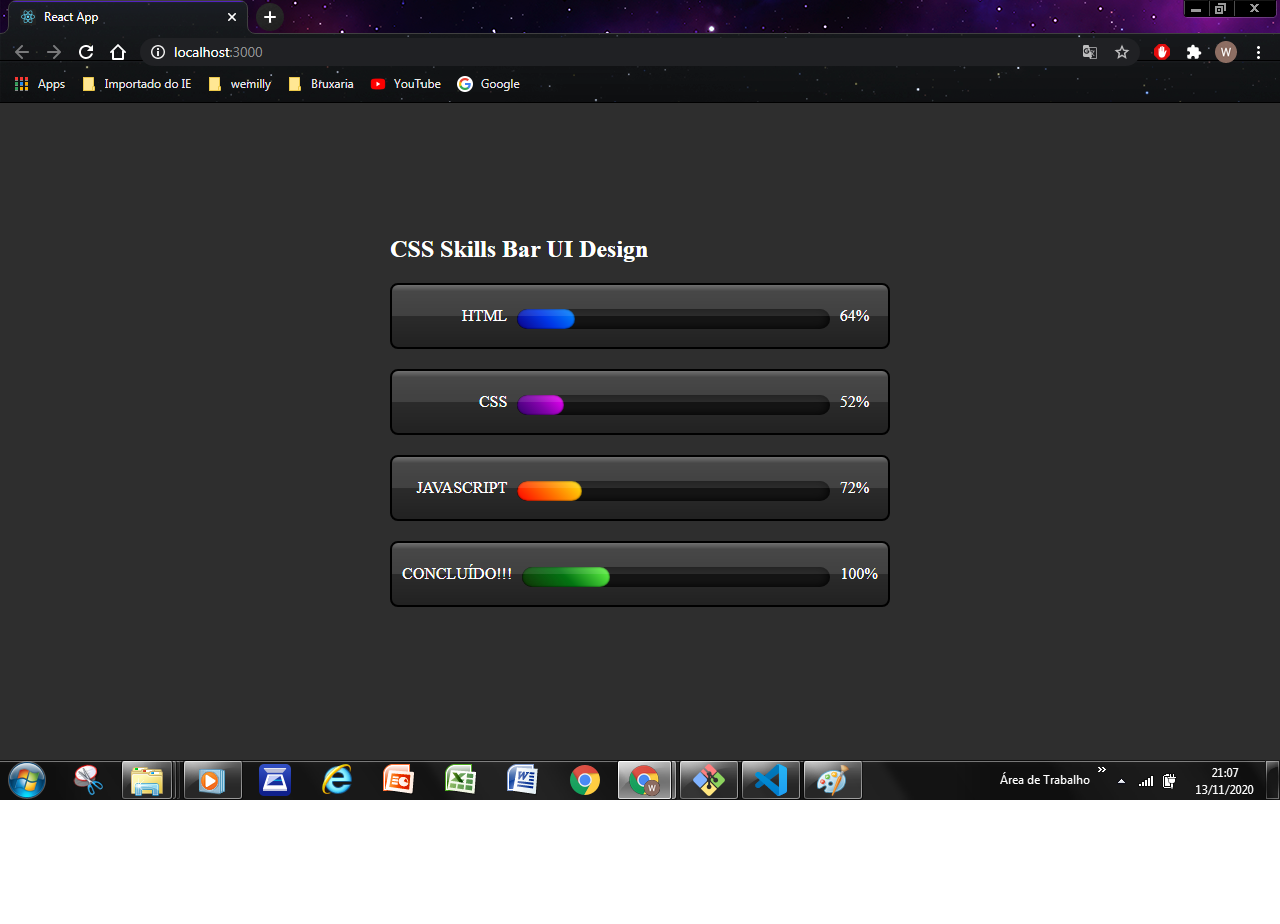 React App
localhost:3000
W
Apps Importado do IE wemilly Bruxaria YouTube Google
CSS Skills Bar UI Design
HTML 64%
CSS 52%
JAVASCRIPT 72%
CONCLUÍDO!!! 100%
Área de Trabalho
21:07
13/11/2020